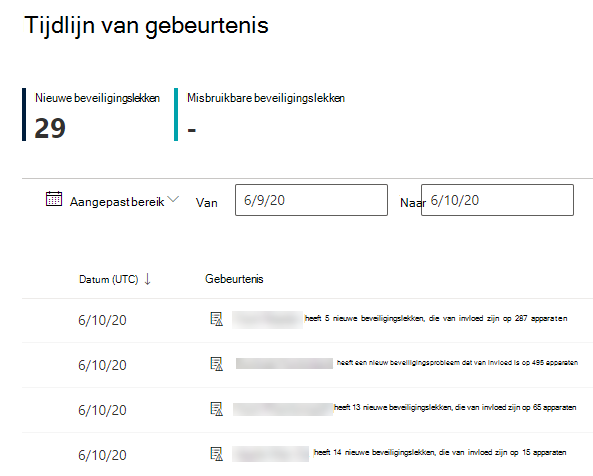 Tijdlijn van gebeurtenis
Nieuwe beveiligingslekken
Misbruikbare beveiligingslekken
29
-
Aangepast bereik Van 6/9/20 Naar 6/10/20
Datum (UTC) ↓ Gebeurtenis
6/10/20 heeft 5 nieuwe beveiligingslekken, die van invloed zijn op 287 apparaten
6/10/20 heeft een nieuw beveiligingsprobleem dat van invloed is op 495 apparaten
6/10/20 heeft 13 nieuwe beveiligingslekken, die van invloed zijn op 65 apparaten
6/10/20 heeft 14 nieuwe beveiligingslekken, die van invloed zijn op 15 apparaten